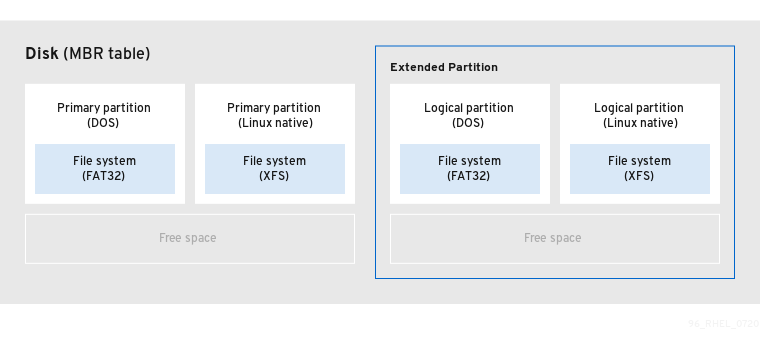 Disk (MBR table)
Primary partition
(DOS)
File system
(FAT32)
Primary partition
(Linux native)
File system
(XFS)
Free space
Extended Partition
Logical partition
(DOS)
File system
(FAT32)
Logical partition
(Linux native)
File system
(XFS)
Free space
96_RHEL_0720